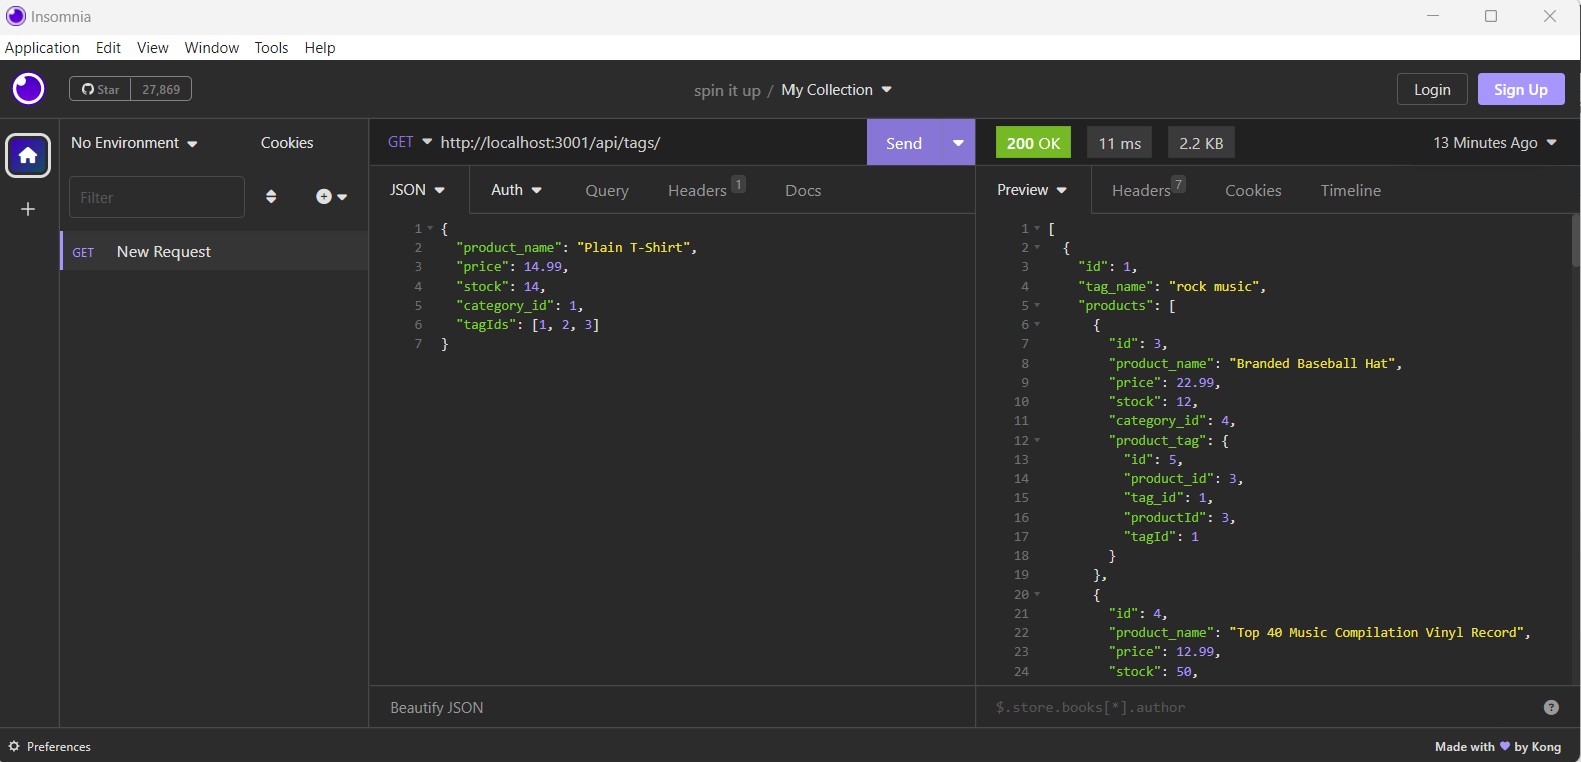 Insomnia
Application Edit View Window Tools Help
Star 27,869
spin it up / My Collection
Login Sign Up
No Environment Cookies
Filter
GET New Request
GET http://localhost:3001/api/tags/ Send
JSON Auth Query Headers 1 Docs
1 {
2 "product_name": "Plain T-Shirt",
3 "price": 14.99,
4 "stock": 14,
5 "category_id": 1,
6 "tagIds": [1, 2, 3]
7 }
Beautify JSON
200 OK 11 ms 2.2 KB 13 Minutes Ago
Preview Headers 7 Cookies Timeline
1 [
2 {
3 "id": 1,
4 "tag_name": "rock music",
5 "products": [
6 {
7 "id": 3,
8 "product_name": "Branded Baseball Hat",
9 "price": 22.99,
10 "stock": 12,
11 "category_id": 4,
12 "product_tag": {
13 "id": 5,
14 "product_id": 3,
15 "tag_id": 1,
16 "productId": 3,
17 "tagId": 1
18 }
19 },
20 {
21 "id": 4,
22 "product_name": "Top 40 Music Compilation Vinyl Record",
23 "price": 12.99,
24 "stock": 50,
$.store.books[*].author ?
Preferences
Made with 💜 by Kong